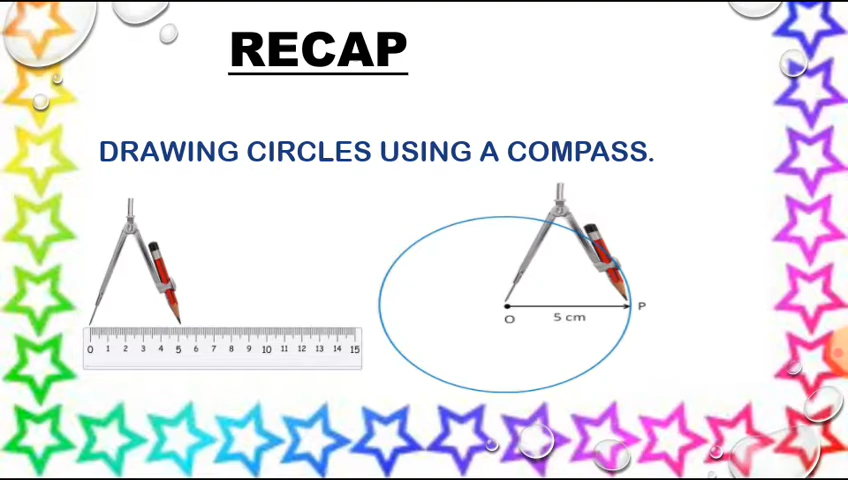 RECAP
DRAWING CIRCLES USING A COMPASS.
0 1 2 3 4 5 6 7 8 9 10 11 12 13 14 15
O 5 cm P